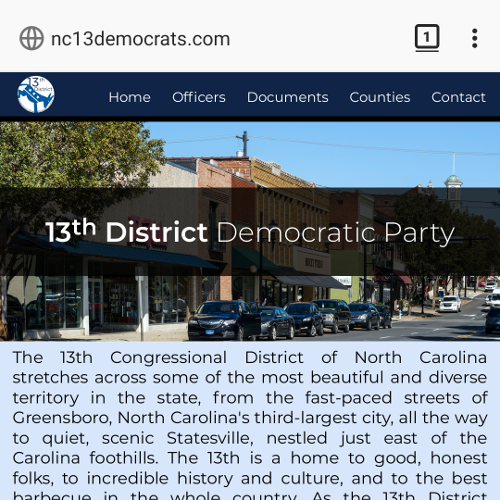 nc13democrats.com
1
13th
District
Home Officers Documents Counties Contact
13th District Democratic Party
The 13th Congressional District of North Carolina
stretches across some of the most beautiful and diverse
territory in the state, from the fast-paced streets of
Greensboro, North Carolina's third-largest city, all the way
to quiet, scenic Statesville, nestled just east of the
Carolina foothills. The 13th is a home to good, honest
folks, to incredible history and culture, and to the best
barbecue in the whole country. As the 13th District